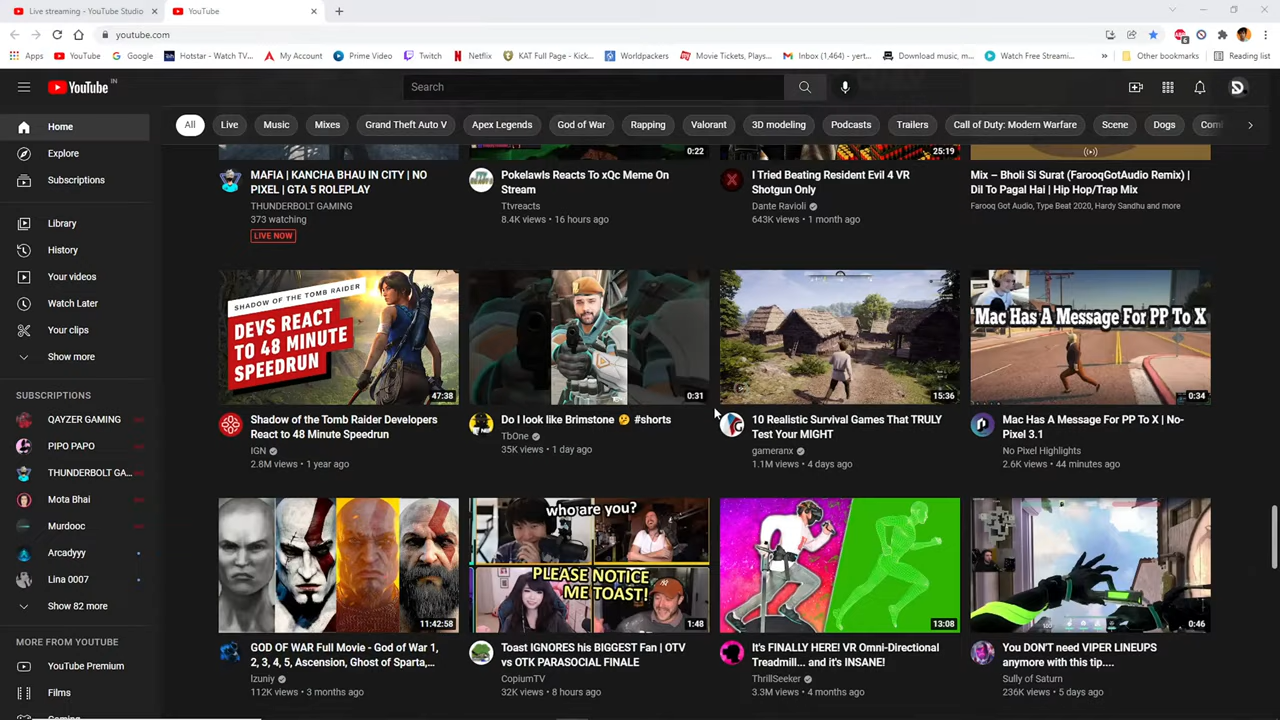 Live streaming - YouTube Studio
YouTube
youtube.com
Apps
YouTube
Google
Hotstar - Watch TV...
My Account
Prime Video
Twitch
Netflix
KAT Full Page - Kick...
Worldpackers
Movie Tickets, Plays...
Inbox (1,464) - yert...
Download music, m...
Watch Free Streami...
Other bookmarks
Reading list
YouTube IN
Search
All
Live
Music
Mixes
Grand Theft Auto V
Apex Legends
God of War
Rapping
Valorant
3D modeling
Podcasts
Trailers
Call of Duty: Modern Warfare
Scene
Dogs
Home
Explore
Subscriptions
Library
History
Your videos
Watch Later
Your clips
Show more
SUBSCRIPTIONS
QAYZER GAMING
PIPO PAPO
THUNDERBOLT GA...
Mota Bhai
Murdooc
Arcadyyy
Lina 0007
Show 82 more
MORE FROM YOUTUBE
YouTube Premium
Films
Gaming
MAFIA | KANCHA BHAU IN CITY | NO
PIXEL | GTA 5 ROLEPLAY
THUNDERBOLT GAMING
373 watching
LIVE NOW
0:22
Pokelawls Reacts To xQc Meme On
Stream
Ttvreacts
8.4K views • 16 hours ago
25:19
I Tried Beating Resident Evil 4 VR
Shotgun Only
Dante Ravioli
643K views • 1 month ago
Mix – Bholi Si Surat (FarooqGotAudio Remix) |
Dil To Pagal Hai | Hip Hop/Trap Mix
Farooq Got Audio, Type Beat 2020, Hardy Sandhu and more
SHADOW OF THE TOMB RAIDER
DEVS REACT
TO 48 MINUTE
SPEEDRUN
47:38
Shadow of the Tomb Raider Developers
React to 48 Minute Speedrun
IGN
2.8M views • 1 year ago
0:31
Do I look like Brimstone 🤔 #shorts
TbOne
35K views • 1 day ago
15:36
10 Realistic Survival Games That TRULY
Test Your MIGHT
gameranx
1.1M views • 4 days ago
Mac Has A Message For PP To X
0:34
Mac Has A Message For PP To X | No-
Pixel 3.1
No Pixel Highlights
2.6K views • 44 minutes ago
11:42:58
GOD OF WAR Full Movie - God of War 1,
2, 3, 4, 5, Ascension, Ghost of Sparta,...
Izuniy
112K views • 3 months ago
who are you?
PLEASE NOTICE
ME TOAST!
1:48
Toast IGNORES his BIGGEST Fan | OTV
vs OTK PARASOCIAL FINALE
CopiumTV
32K views • 8 hours ago
13:08
It's FINALLY HERE! VR Omni-Directional
Treadmill... and it's INSANE!
ThrillSeeker
3.3M views • 4 months ago
0:46
You DON'T need VIPER LINEUPS
anymore with this tip....
Sully of Saturn
236K views • 5 days ago